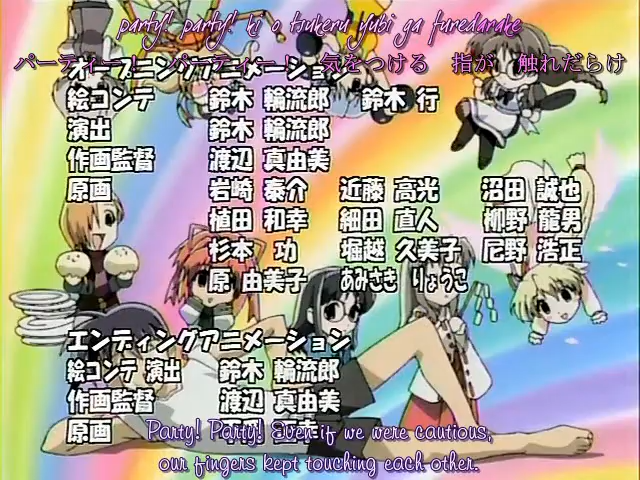 party! party! ki o tsukeru yubi ga furedarake
パーティー！ パーティー！ 気をつける 指が 触れだらけ
オープニングアニメーション
絵コンテ 鈴木 輪流郎 鈴木 行
演出 鈴木 輪流郎
作画監督 渡辺 真由美
原画 岩崎 泰介 近藤 高光 沼田 誠也
植田 和幸 細田 直人 柳野 龍男
杉本 功 堀越 久美子 尼野 浩正
原 由美子 あみさき りょうこ
エンディングアニメーション
絵コンテ 演出 鈴木 輪流郎
作画監督 渡辺 真由美
原画
Party! Party! Even if we were cautious,
our fingers kept touching each other.